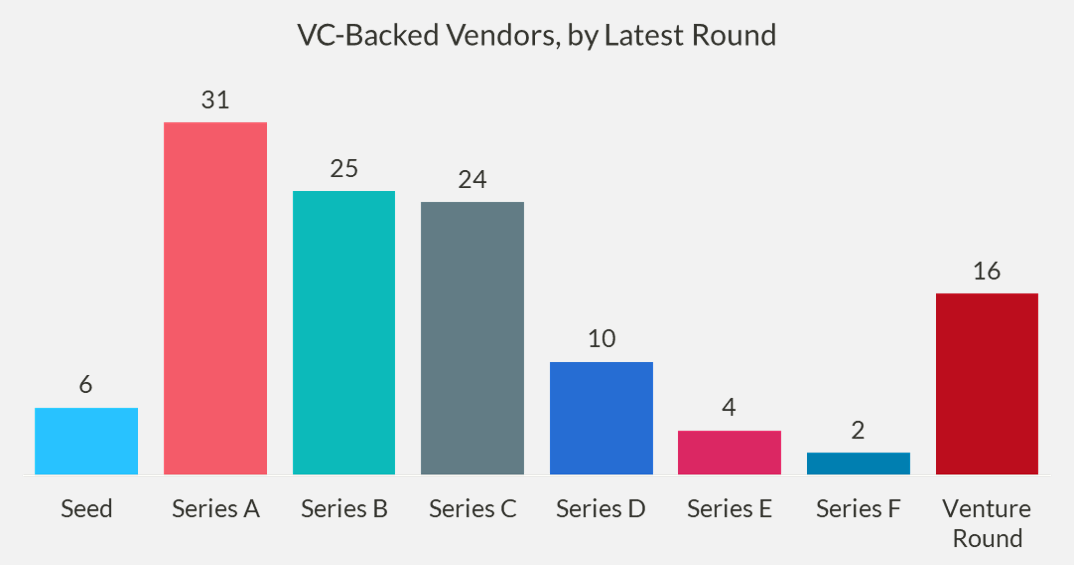 VC-Backed Vendors, by Latest Round
31
25
24
16
10
6
4
2
Seed
Series A
Series B
Series C
Series D
Series E
Series F
Venture
Round